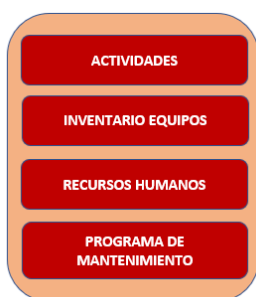 ACTIVIDADES
INVENTARIO EQUIPOS
RECURSOS HUMANOS
PROGRAMA DE
MANTENIMIENTO